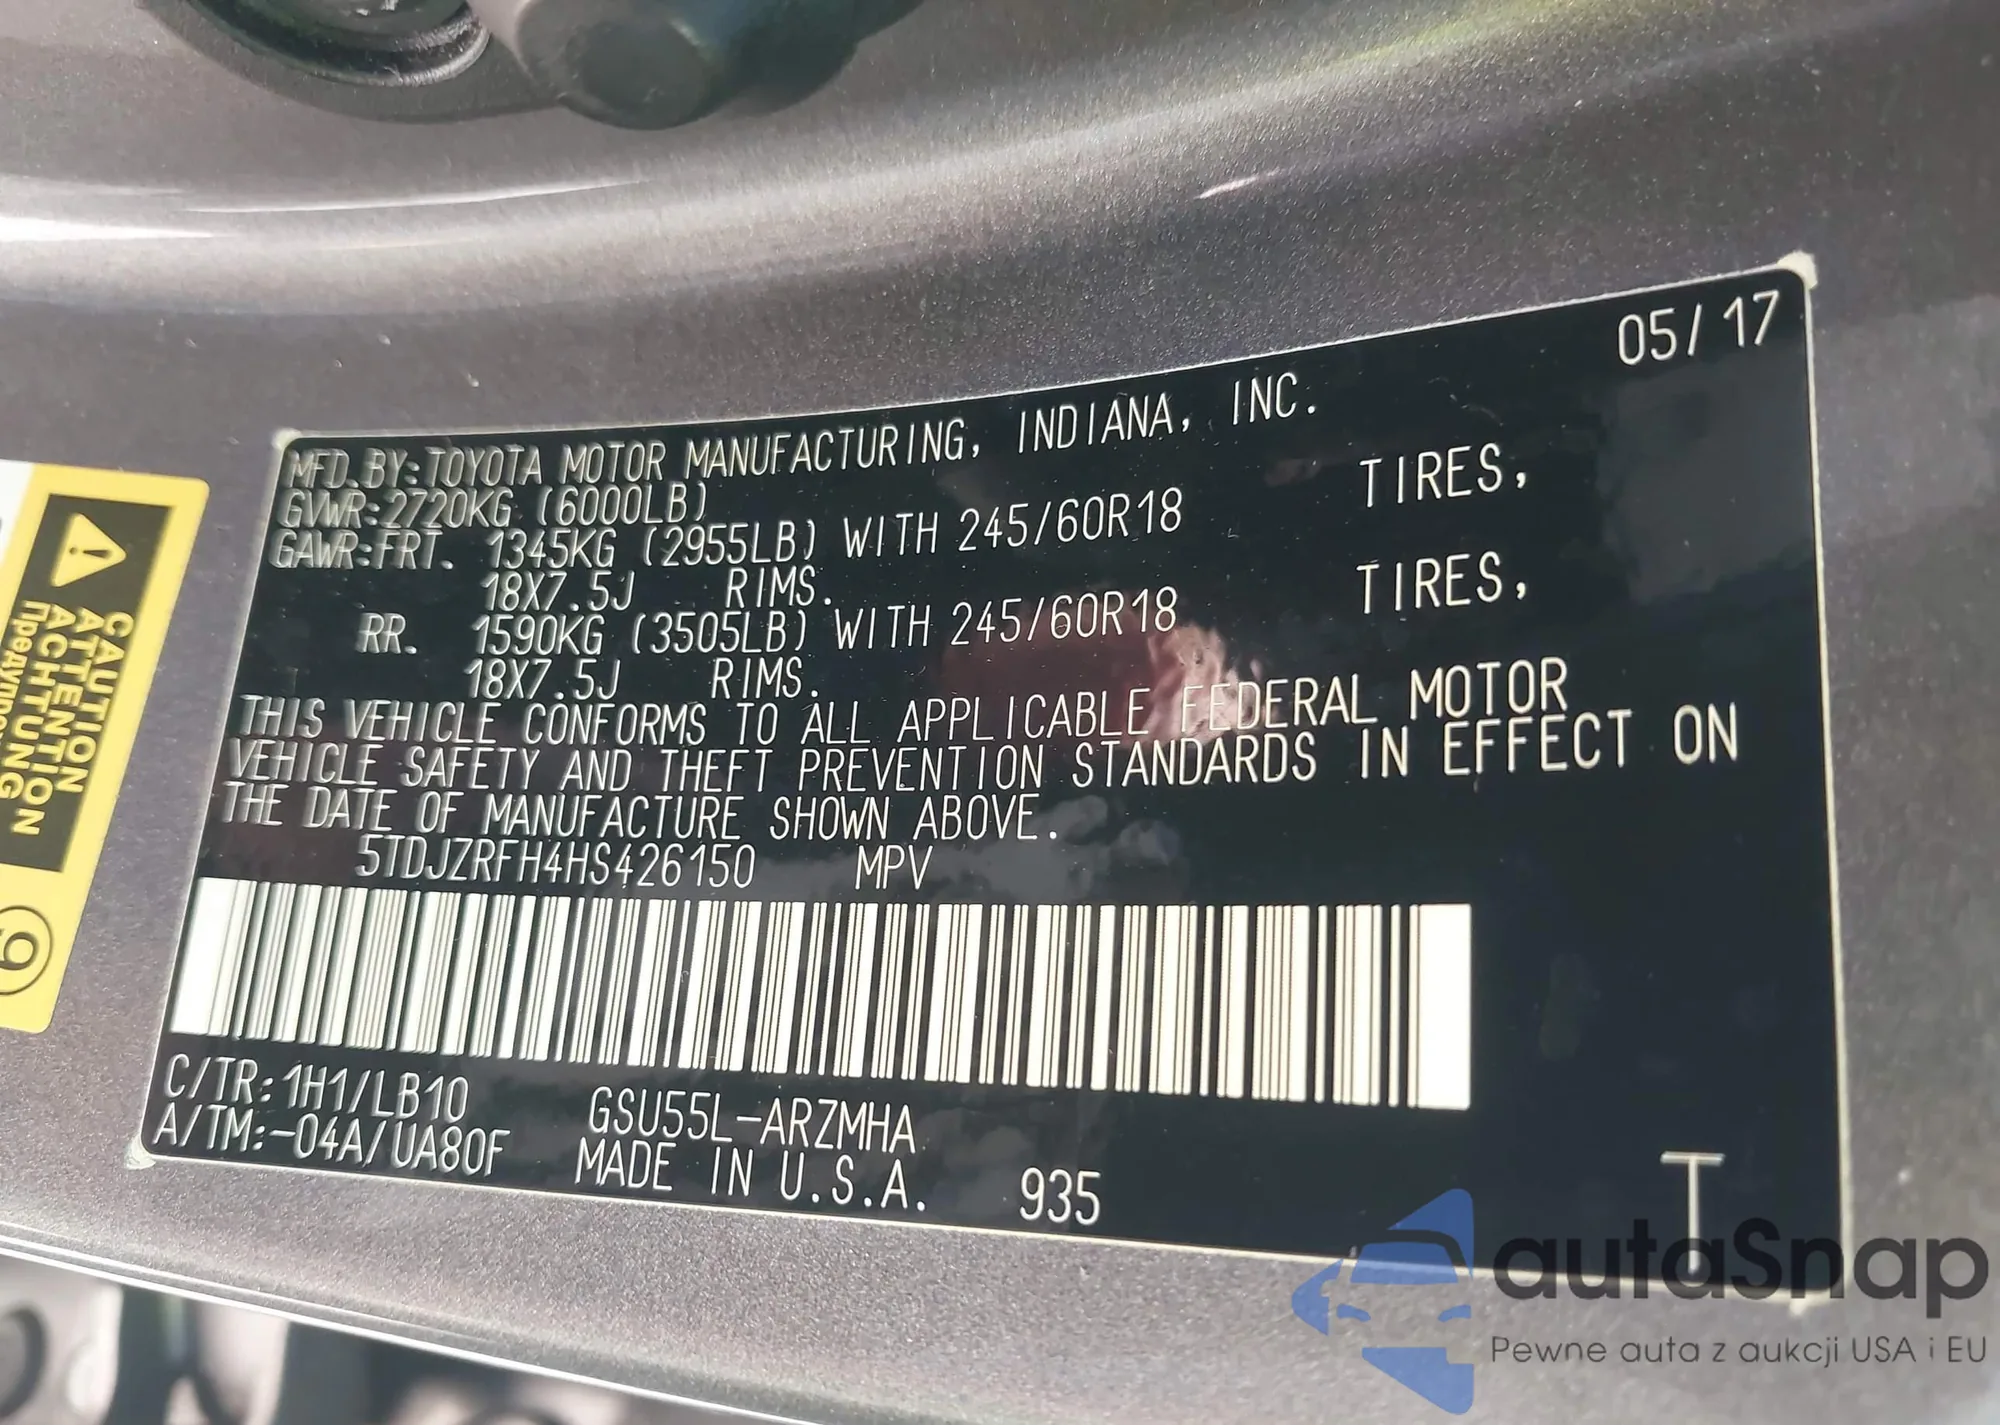 05/17
MFD.BY:TOYOTA MOTOR MANUFACTURING, INDIANA, INC.
GVWR:2720KG (6000LB)
GAWR:FRT. 1345KG (2955LB) WITH 245/60R18 TIRES,
18X7.5J RIMS.
RR. 1590KG (3505LB) WITH 245/60R18 TIRES,
18X7.5J RIMS.
THIS VEHICLE CONFORMS TO ALL APPLICABLE FEDERAL MOTOR
VEHICLE SAFETY AND THEFT PREVENTION STANDARDS IN EFFECT ON
THE DATE OF MANUFACTURE SHOWN ABOVE.
5TDJZRFH4HS426150 MPV
C/TR:1H1/LB10 GSU55L-ARZMHA
A/TM:-04A/UA80F MADE IN U.S.A. 935
T
CAUTION
ATTENTION
ACHTUNG
9
autaSnap
Pewne auta z aukcji USA i EU